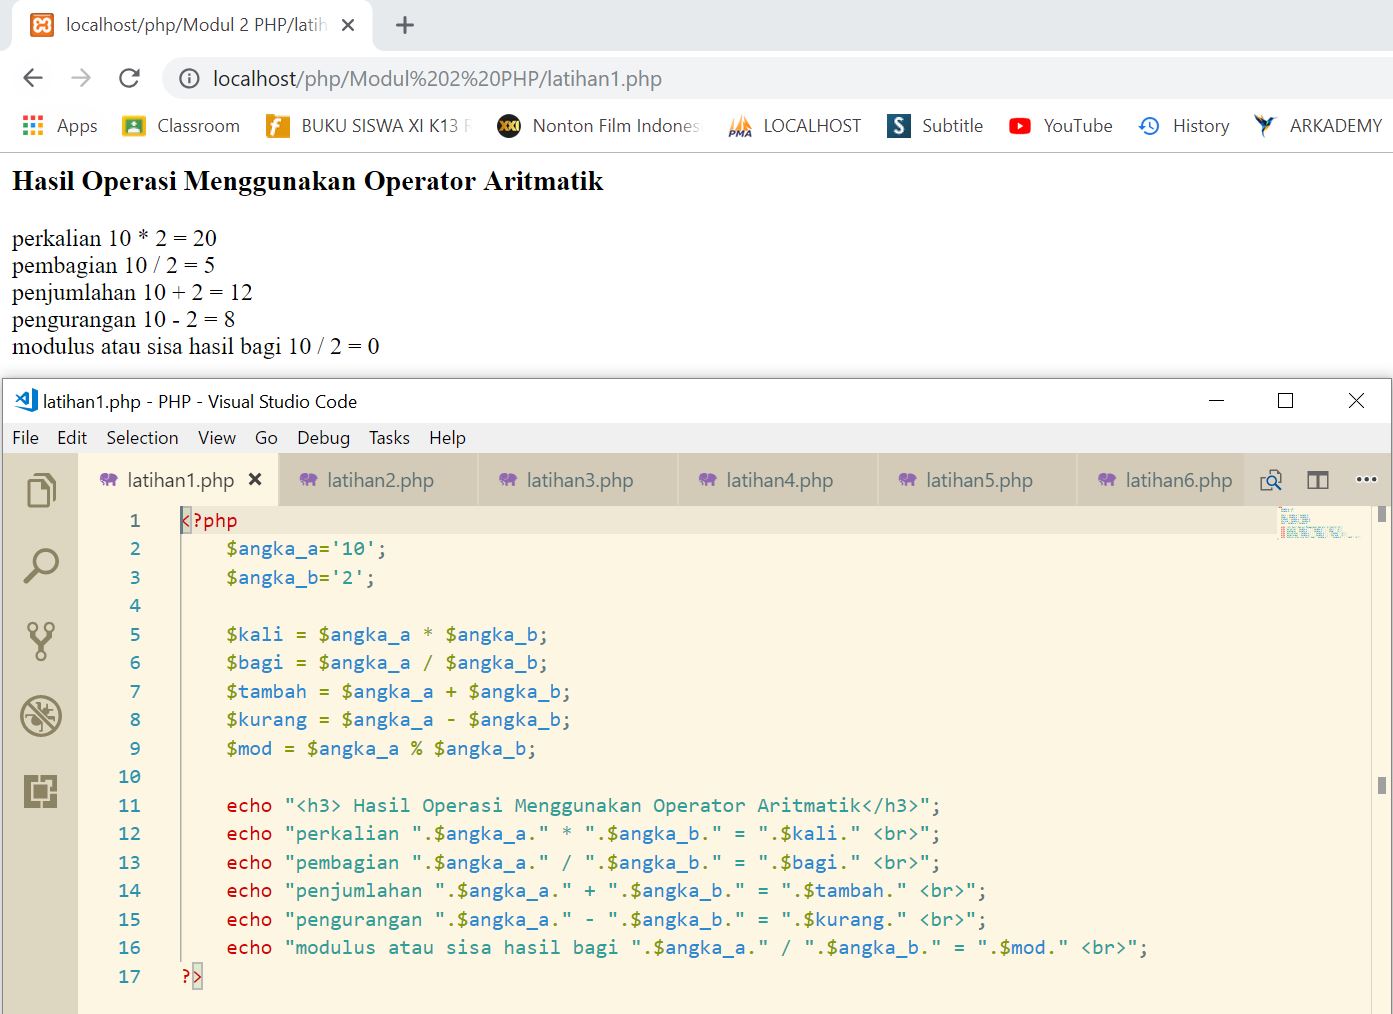 localhost/php/Modul 2 PHP/latih
localhost/php/Modul%202%20PHP/latihan1.php
Apps Classroom BUKU SISWA XI K13 Nonton Film Indones PMA LOCALHOST S Subtitle YouTube History ARKADEMY
Hasil Operasi Menggunakan Operator Aritmatik
perkalian 10 * 2 = 20
pembagian 10 / 2 = 5
penjumlahan 10 + 2 = 12
pengurangan 10 - 2 = 8
modulus atau sisa hasil bagi 10 / 2 = 0
latihan1.php - PHP - Visual Studio Code
File Edit Selection View Go Debug Tasks Help
latihan1.php latihan2.php latihan3.php latihan4.php latihan5.php latihan6.php
1 <?php
2 $angka_a='10';
3 $angka_b='2';
4
5 $kali = $angka_a * $angka_b;
6 $bagi = $angka_a / $angka_b;
7 $tambah = $angka_a + $angka_b;
8 $kurang = $angka_a - $angka_b;
9 $mod = $angka_a % $angka_b;
10
11 echo "<h3> Hasil Operasi Menggunakan Operator Aritmatik</h3>";
12 echo "perkalian ".$angka_a." * ".$angka_b." = ".$kali." <br>";
13 echo "pembagian ".$angka_a." / ".$angka_b." = ".$bagi." <br>";
14 echo "penjumlahan ".$angka_a." + ".$angka_b." = ".$tambah." <br>";
15 echo "pengurangan ".$angka_a." - ".$angka_b." = ".$kurang." <br>";
16 echo "modulus atau sisa hasil bagi ".$angka_a." / ".$angka_b." = ".$mod." <br>";
17 ?>